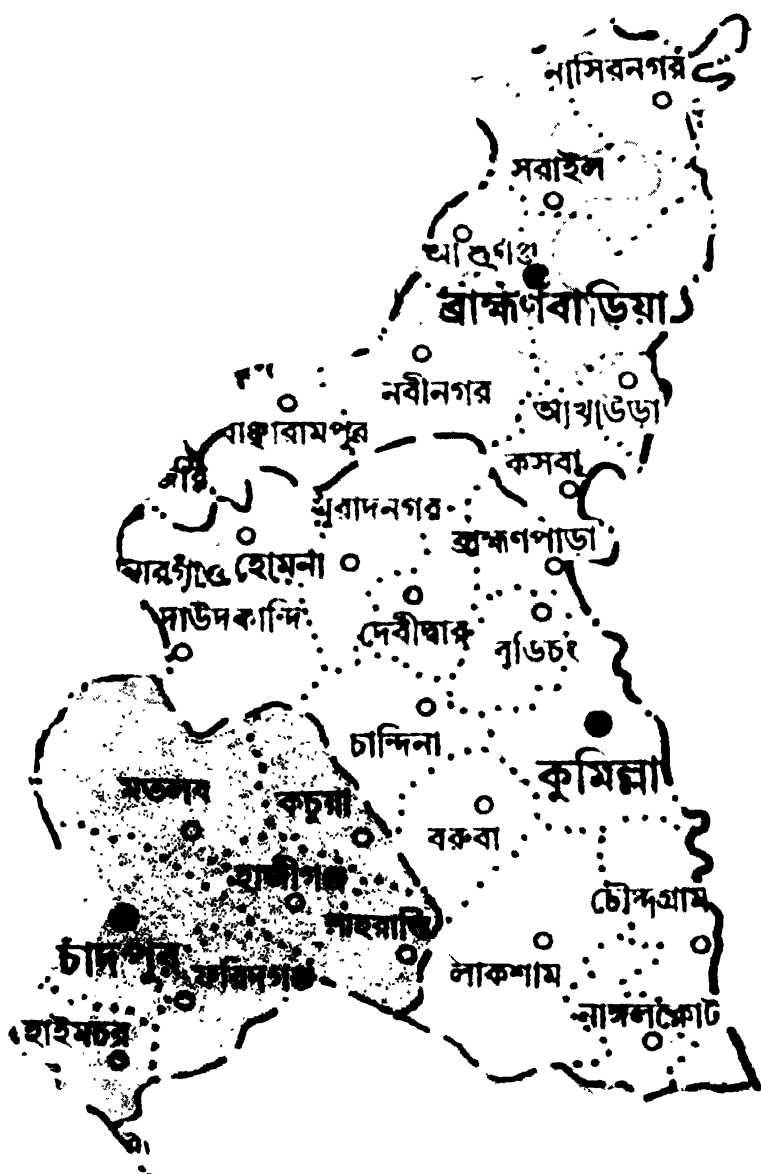 নাসিরনগর
সরাইল
ব্রাহ্মণবাড়িয়া
নবীনগর
আখাউড়া
বাঞ্ছারামপুর
কসবা
মুরাদনগর
ব্রাহ্মণপাড়া
হোমনা
দাউদকান্দি
দেবীদ্বার
বুড়িচং
চান্দিনা
কুমিল্লা
মতলব
কচুয়া
বরুবা
হাজীগঞ্জ
চৌদ্দগ্রাম
শাহরাস্তি
চাঁদপুর
ফরিদগঞ্জ
লাকশাম
নাঙ্গলকোট
হাইমচর